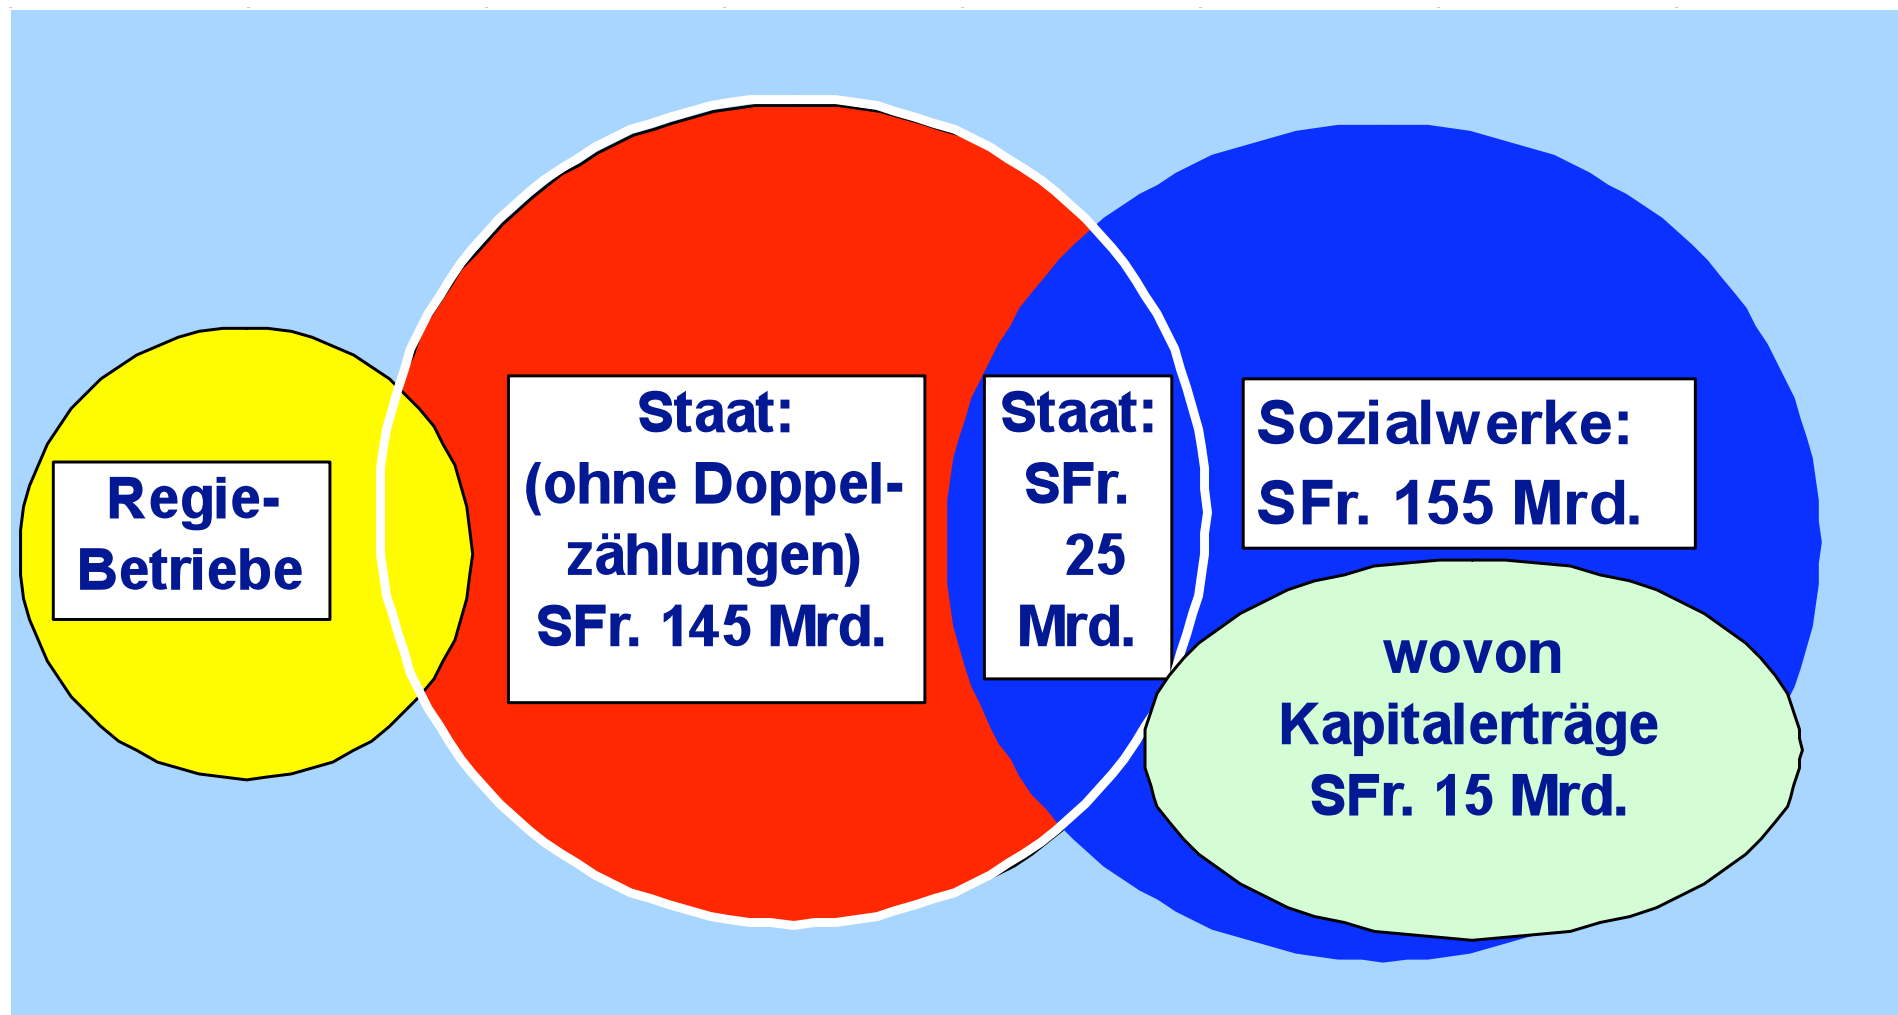 Regie-
Betriebe
Staat:
(ohne Doppel-
zählungen)
SFr. 145 Mrd.
Staat:
SFr.
25
Mrd.
Sozialwerke:
SFr. 155 Mrd.
wovon
Kapitalerträge
SFr. 15 Mrd.